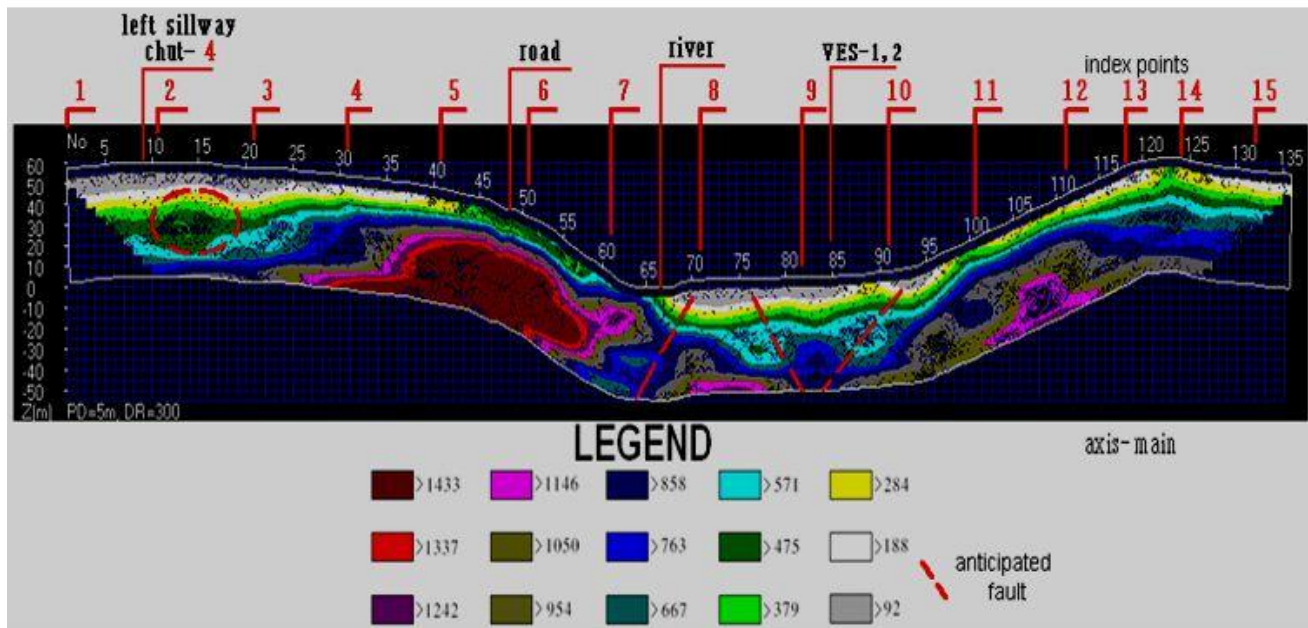 left sillway
chut- 4
road
river
VES-1,2
index points
1 2 3 4 5 6 7 8 9 10 11 12 13 14 15
No 5 10 15 20 25 30 35 40 45 50 55 60 65 70 75 80 85 90 95 100 105 110 115 120 125 130 135
60
50
40
30
20
10
0
-10
-20
-30
-40
-50
Z[m] PD=5m, DR=300
LEGEND
axis-main
>1433 >1146 >858 >571 >284
>1337 >1050 >763 >475 >188
>1242 >954 >667 >379 >92
anticipated
fault